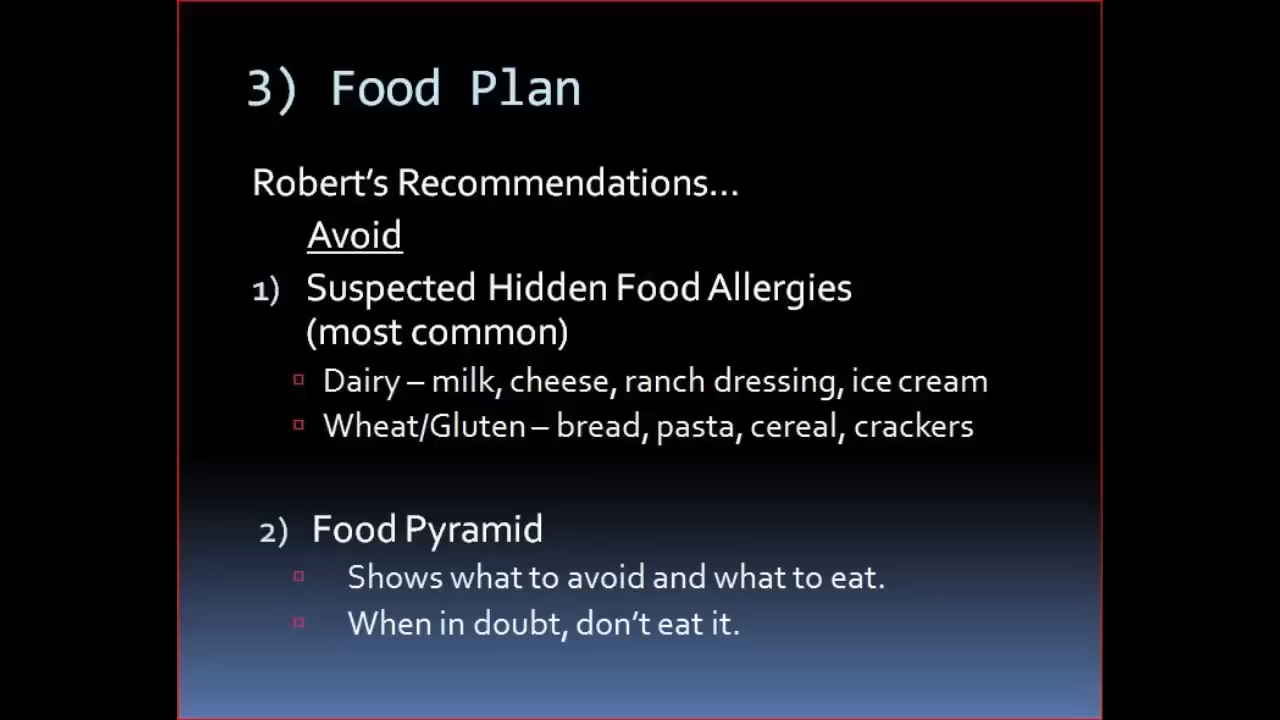 3) Food Plan
Robert's Recommendations...
Avoid
1) Suspected Hidden Food Allergies
(most common)
Dairy – milk, cheese, ranch dressing, ice cream
Wheat/Gluten – bread, pasta, cereal, crackers
2) Food Pyramid
Shows what to avoid and what to eat.
When in doubt, don't eat it.